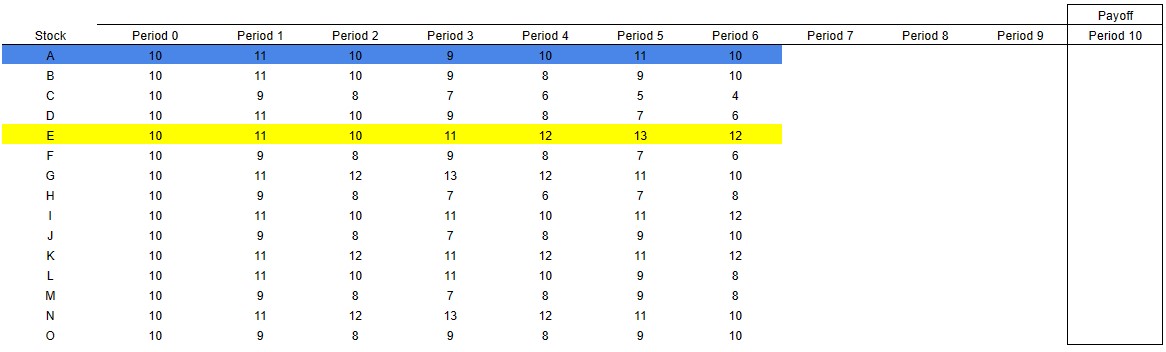 Payoff
Stock Period 0 Period 1 Period 2 Period 3 Period 4 Period 5 Period 6 Period 7 Period 8 Period 9 Period 10
A 10 11 10 9 10 11 10
B 10 11 10 9 8 9 10
C 10 9 8 7 6 5 4
D 10 11 10 9 8 7 6
E 10 11 10 11 12 13 12
F 10 9 8 9 8 7 6
G 10 11 12 13 12 11 10
H 10 9 8 7 6 7 8
I 10 11 10 11 10 11 12
J 10 9 8 7 8 9 10
K 10 11 12 11 12 11 12
L 10 11 10 11 10 9 8
M 10 9 8 7 8 9 8
N 10 11 12 13 12 11 10
O 10 9 8 9 8 9 10